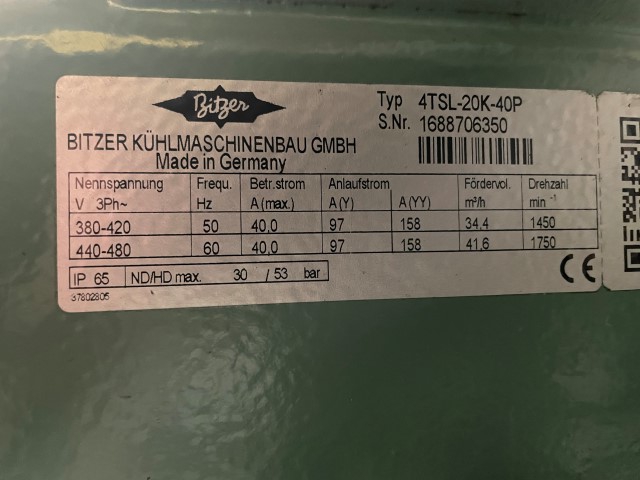 Bitzer
Typ 4TSL-20K-40P
S.Nr. 1688706350
BITZER KÜHLMASCHINENBAU GMBH
Made in Germany
Nennspannung Frequ. Betr.strom Anlaufstrom Fördervol. Drehzahl
V 3Ph~ Hz A (max.) A (Y) A (YY) m³/h min -1
380-420 50 40,0 97 158 34,4 1450
440-480 60 40,0 97 158 41,6 1750
IP 65 ND/HD max. 30 / 53 bar
CE
37802805